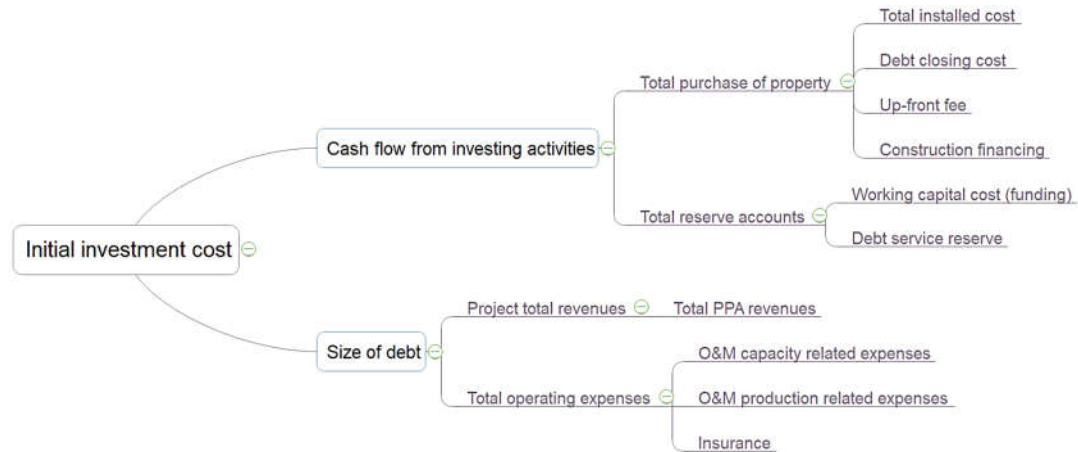 Initial investment cost
Cash flow from investing activities
Total purchase of property
Total installed cost
Debt closing cost
Up-front fee
Construction financing
Total reserve accounts
Working capital cost (funding)
Debt service reserve
Size of debt
Project total revenues
Total PPA revenues
Total operating expenses
O&M capacity related expenses
O&M production related expenses
Insurance